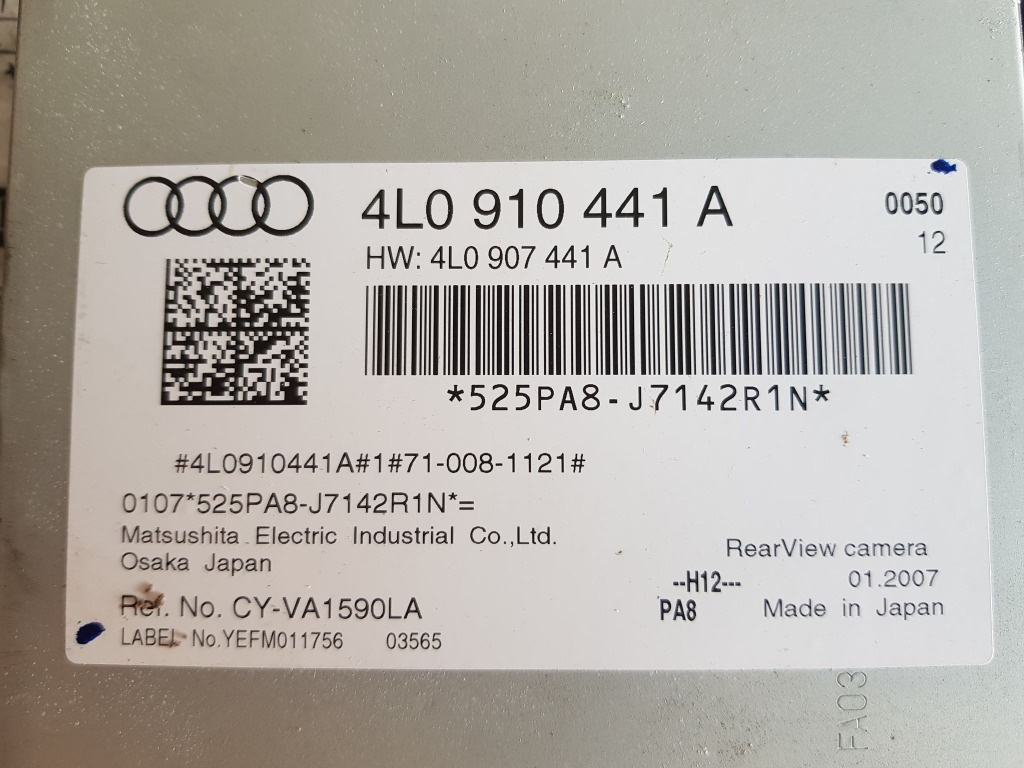 4L0 910 441 A
0050
HW: 4L0 907 441 A
12
*525PA8-J7142R1N*
#4L0910441A#1#71-008-1121#
0107*525PA8-J7142R1N*=
Matsushita Electric Industrial Co.,Ltd.
Osaka Japan
RearView camera
--H12---
01.2007
Ref. No. CY-VA1590LA
PA8
Made in Japan
LABEL No.YEFM011756
03565
FA03